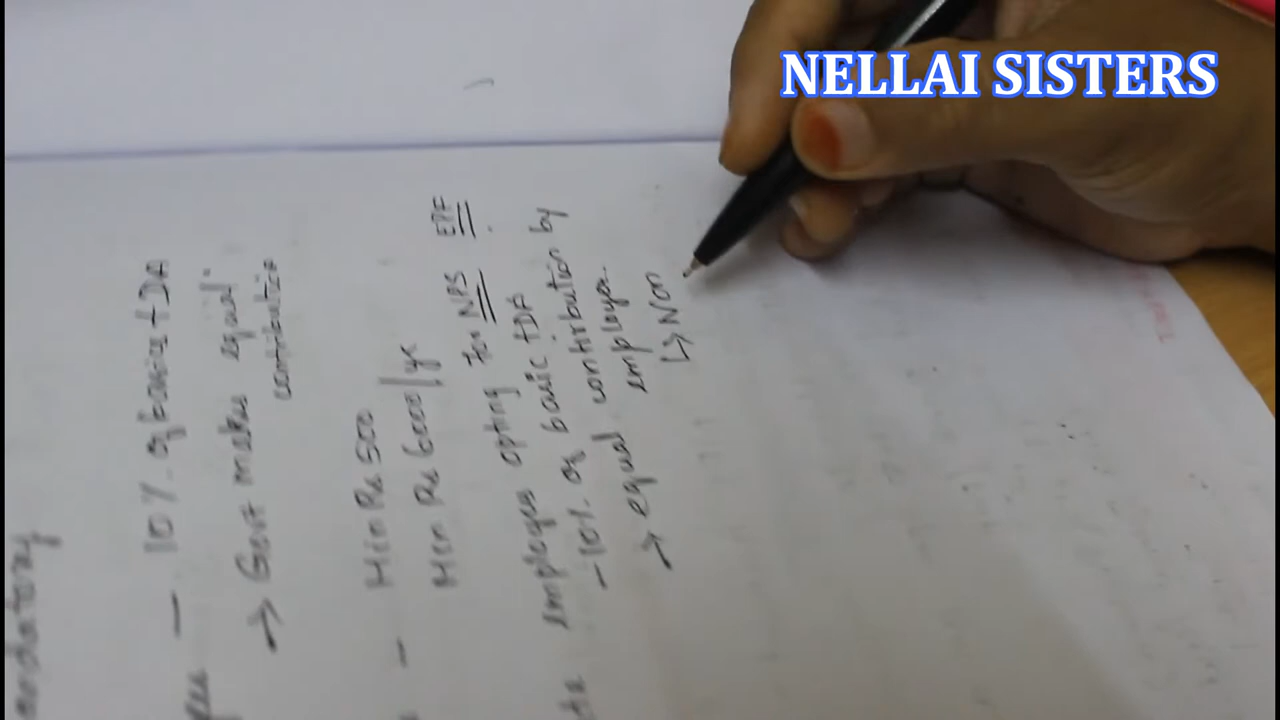 NELLAI SISTERS
- 10% of basic + DA
→ Govt makes equal
contribution
- Min Rs 500
Min Rs 6000/yr
employees opting for NPS EPF
- 10% of basic + DA
→ equal contribution by
employer
↳ Non